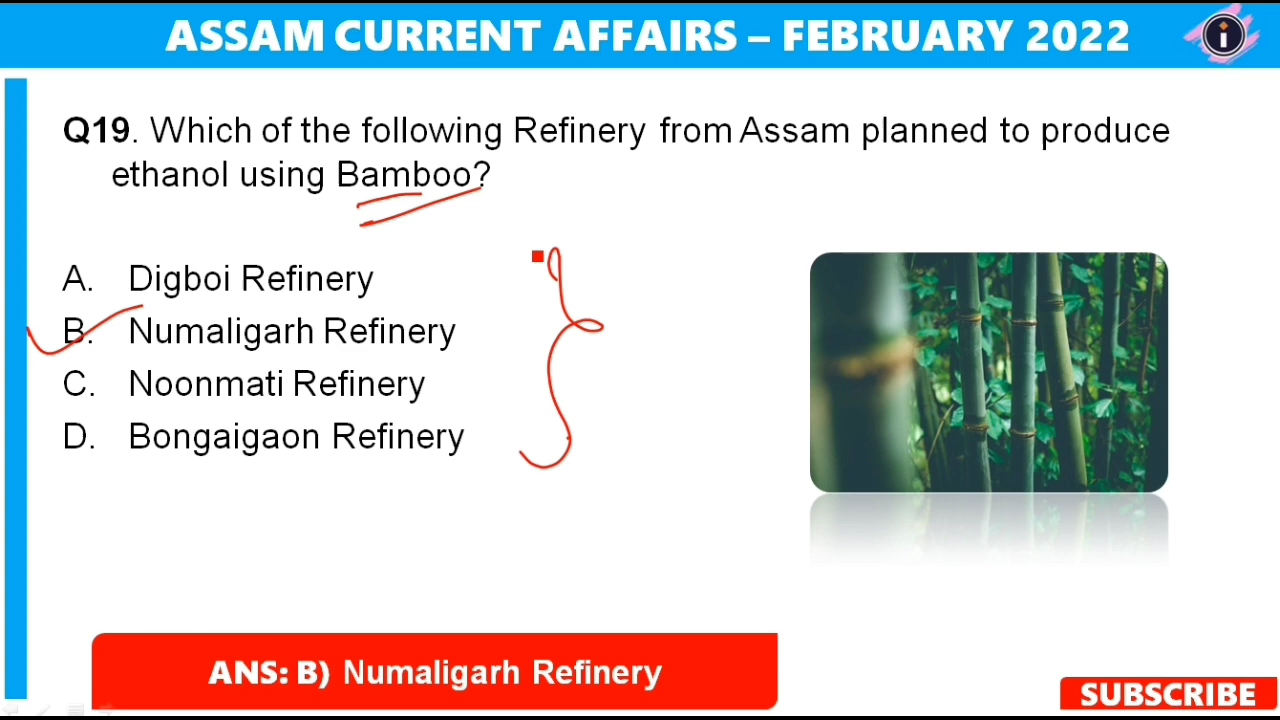 ASSAM CURRENT AFFAIRS – FEBRUARY 2022
i
Q19. Which of the following Refinery from Assam planned to produce
ethanol using Bamboo?
A. Digboi Refinery
B. Numaligarh Refinery
C. Noonmati Refinery
D. Bongaigaon Refinery
ANS: B) Numaligarh Refinery
SUBSCRIBE